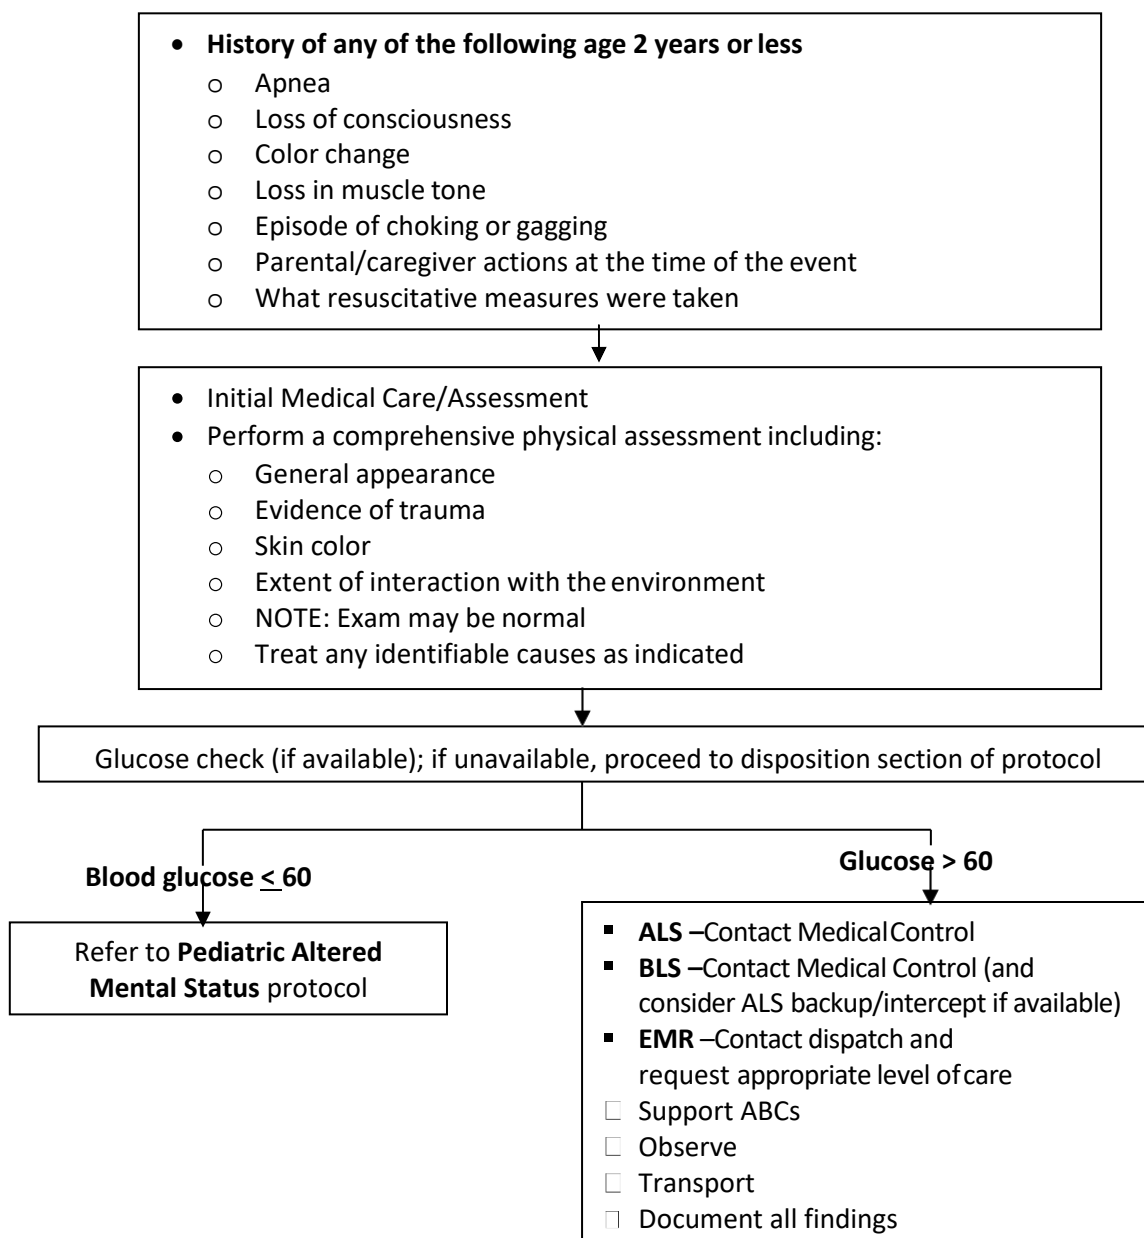 • History of any of the following age 2 years or less
o Apnea
o Loss of consciousness
o Color change
o Loss in muscle tone
o Episode of choking or gagging
o Parental/caregiver actions at the time of the event
o What resuscitative measures were taken
• Initial Medical Care/Assessment
• Perform a comprehensive physical assessment including:
o General appearance
o Evidence of trauma
o Skin color
o Extent of interaction with the environment
o NOTE: Exam may be normal
o Treat any identifiable causes as indicated
Glucose check (if available); if unavailable, proceed to disposition section of protocol
Blood glucose < 60
Refer to Pediatric Altered
Mental Status protocol
Glucose > 60
▪ ALS –Contact Medical Control
▪ BLS –Contact Medical Control (and
consider ALS backup/intercept if available)
▪ EMR –Contact dispatch and
request appropriate level of care
□ Support ABCs
□ Observe
□ Transport
□ Document all findings